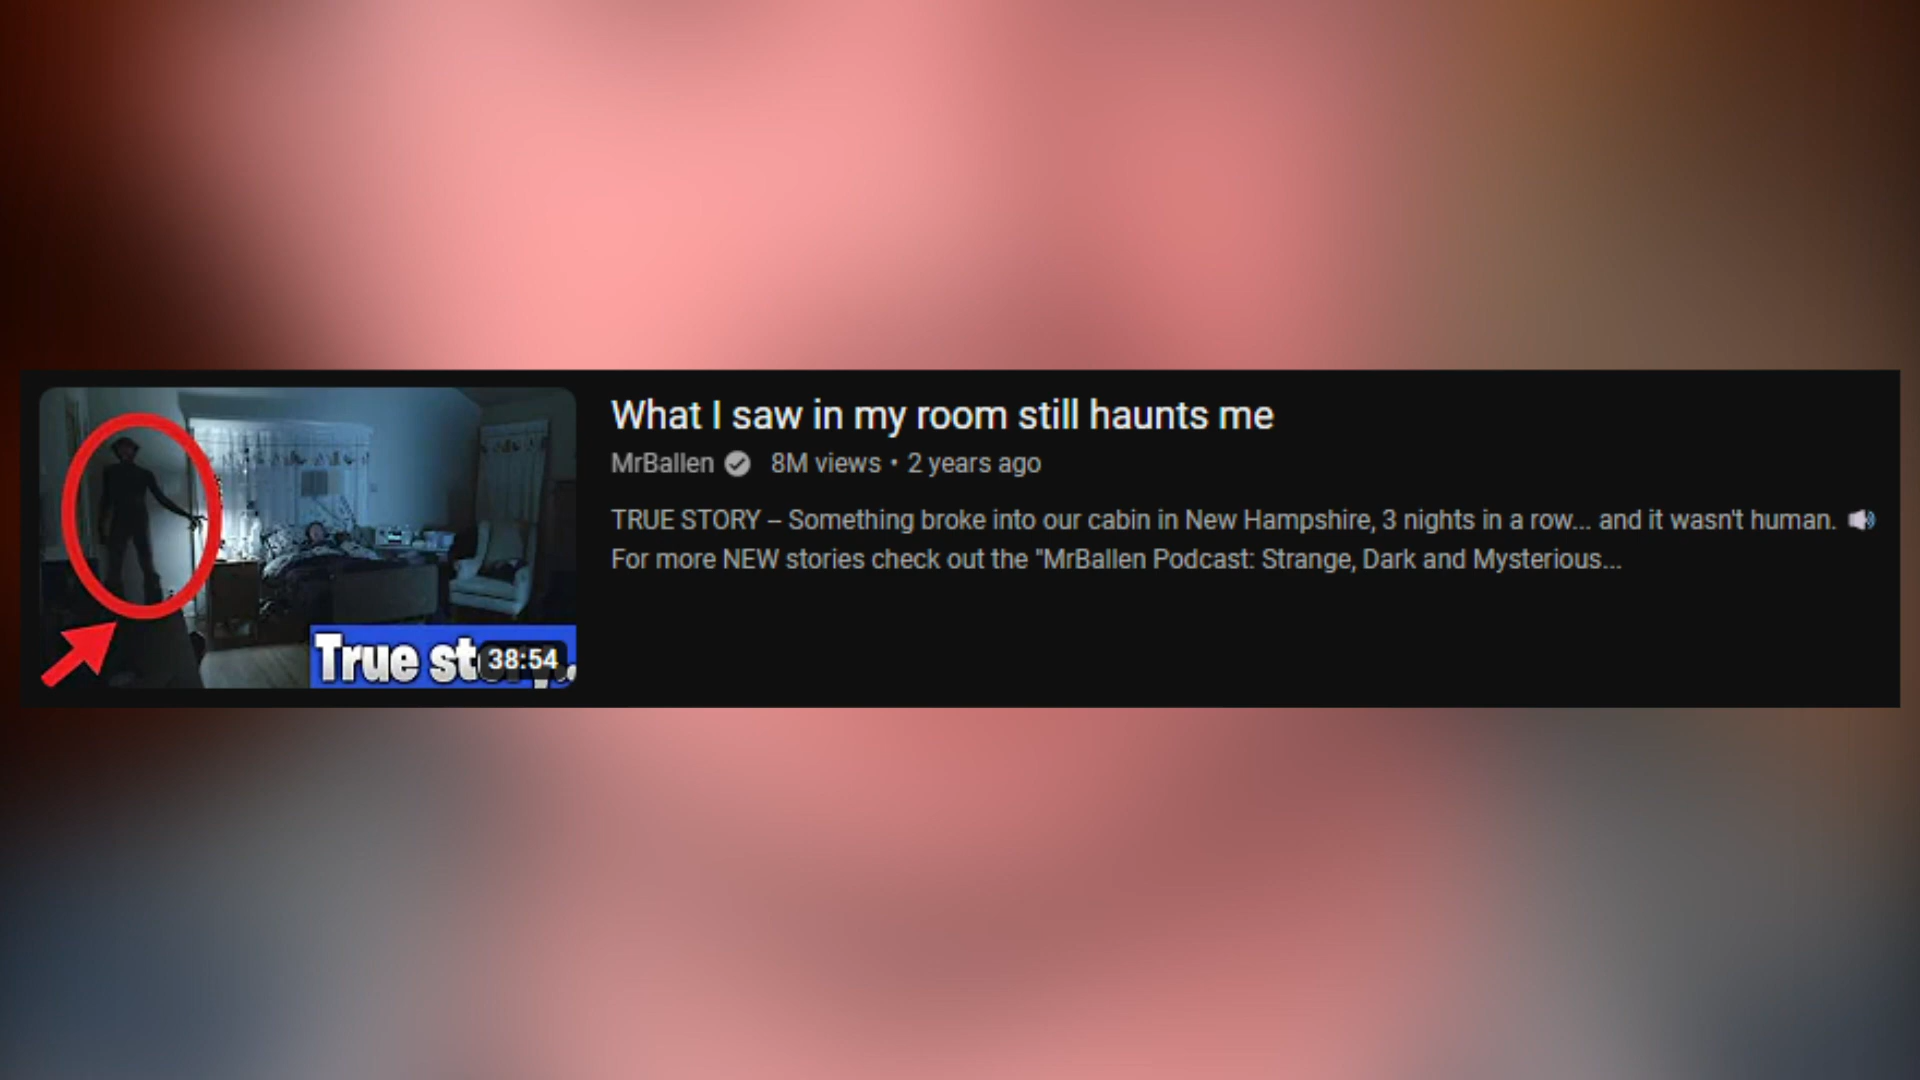 What I saw in my room still haunts me
MrBallen 8M views • 2 years ago
TRUE STORY – Something broke into our cabin in New Hampshire, 3 nights in a row... and it wasn't human. 🔊
For more NEW stories check out the "MrBallen Podcast: Strange, Dark and Mysterious...
True story.
38:54